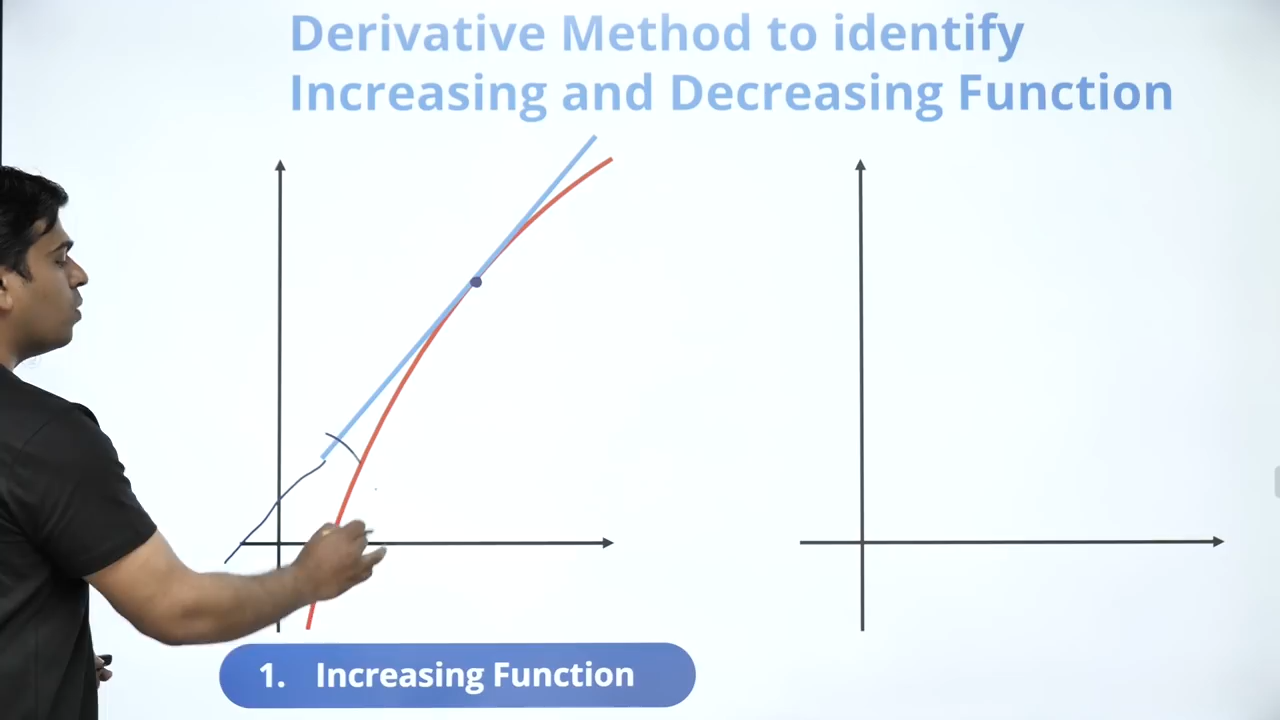 Derivative Method to identify
Increasing and Decreasing Function
1. Increasing Function